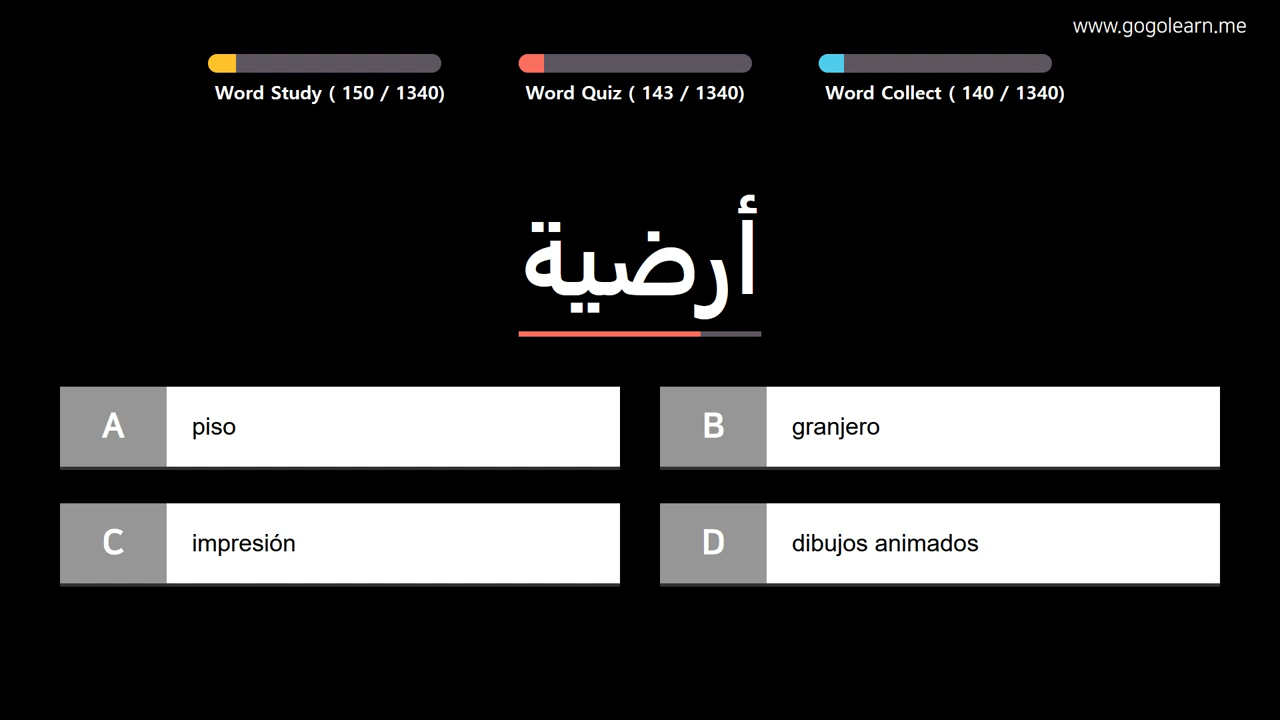 www.gogolearn.me
Word Study ( 150 / 1340)
Word Quiz ( 143 / 1340)
Word Collect ( 140 / 1340)
أرضية
A piso
B granjero
C impresión
D dibujos animados